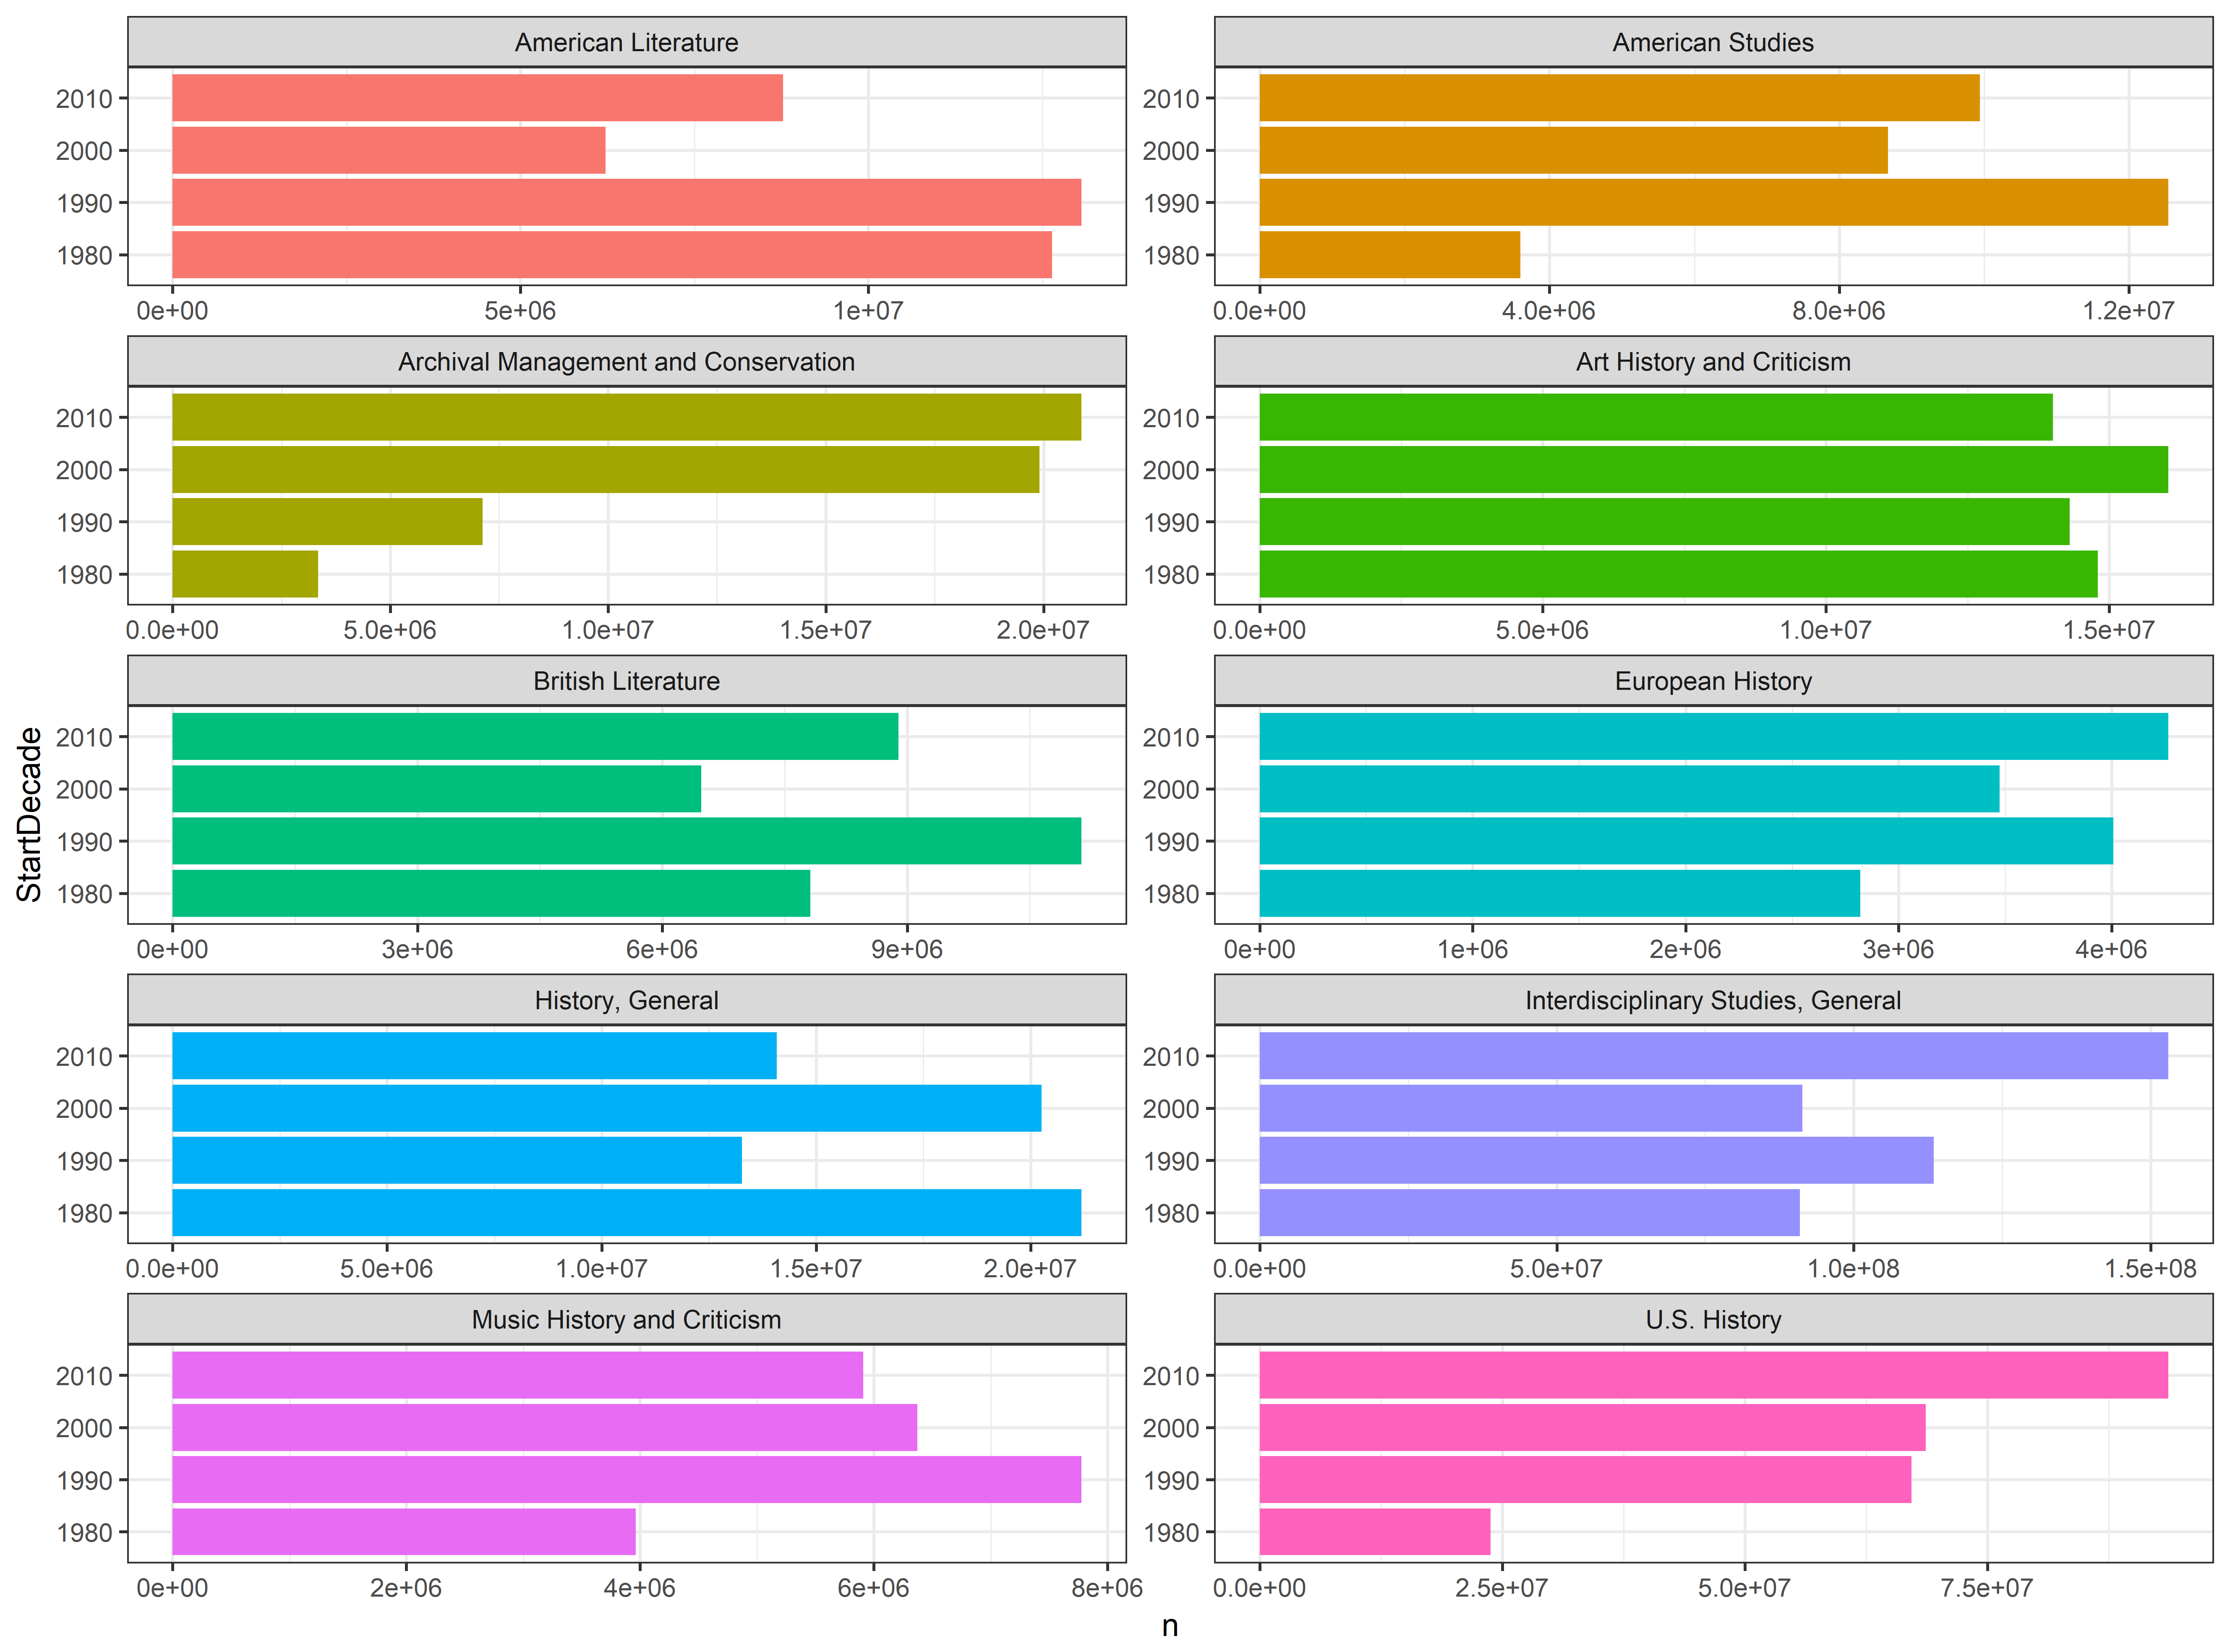 American Literature
2010
2000
1990
1980
0e+00 5e+06 1e+07
American Studies
2010
2000
1990
1980
0.0e+00 4.0e+06 8.0e+06 1.2e+07
Archival Management and Conservation
2010
2000
1990
1980
0.0e+00 5.0e+06 1.0e+07 1.5e+07 2.0e+07
Art History and Criticism
2010
2000
1990
1980
0.0e+00 5.0e+06 1.0e+07 1.5e+07
British Literature
2010
2000
1990
1980
0e+00 3e+06 6e+06 9e+06
European History
2010
2000
1990
1980
0e+00 1e+06 2e+06 3e+06 4e+06
StartDecade
History, General
2010
2000
1990
1980
0.0e+00 5.0e+06 1.0e+07 1.5e+07 2.0e+07
Interdisciplinary Studies, General
2010
2000
1990
1980
0.0e+00 5.0e+07 1.0e+08 1.5e+08
Music History and Criticism
2010
2000
1990
1980
0e+00 2e+06 4e+06 6e+06 8e+06
U.S. History
2010
2000
1990
1980
0.0e+00 2.5e+07 5.0e+07 7.5e+07
n